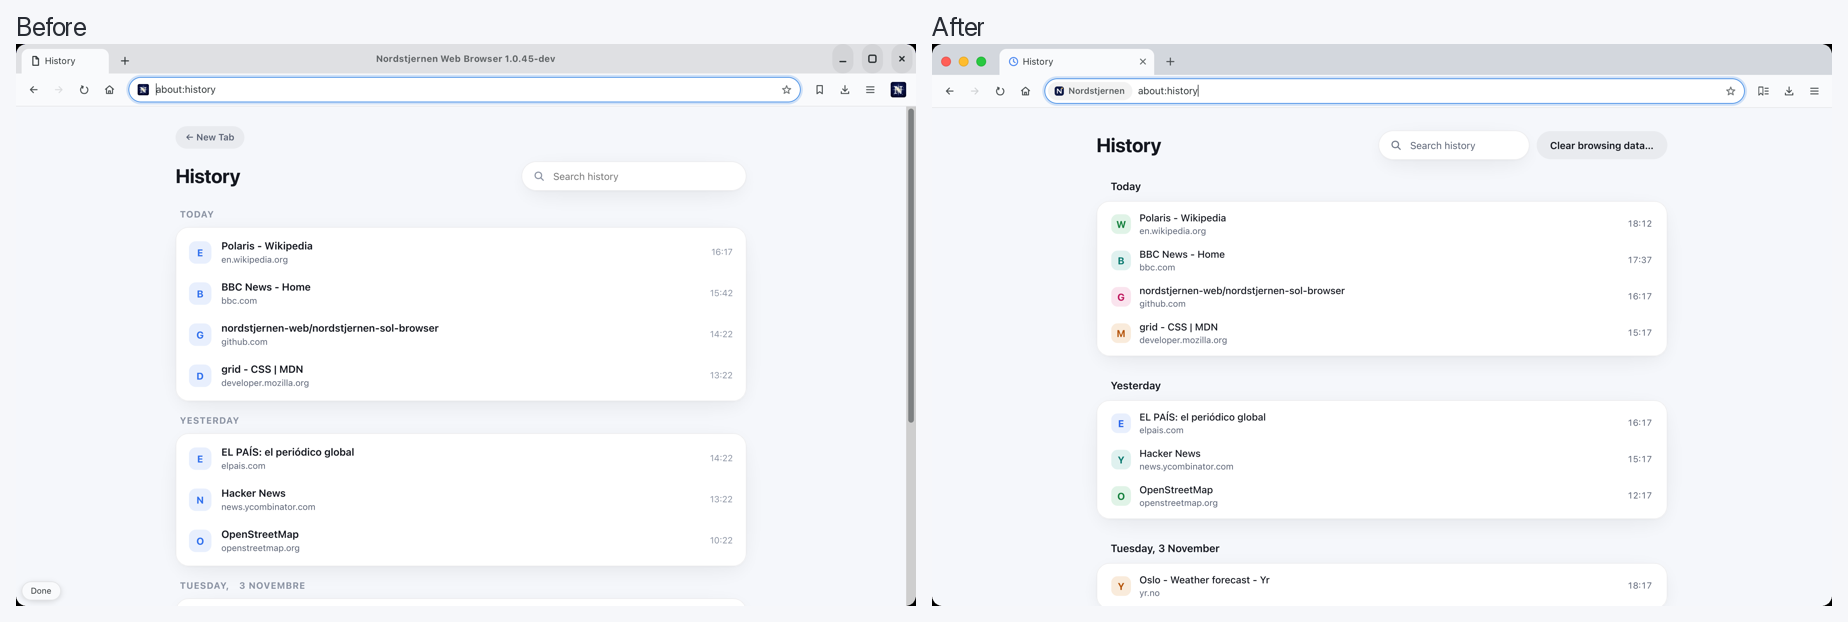 Before
History
Nordstjernen Web Browser 1.0.45-dev
about:history
← New Tab
History
Search history
TODAY
E
Polaris - Wikipedia
en.wikipedia.org
16:17
B
BBC News - Home
bbc.com
15:42
G
nordstjernen-web/nordstjernen-sol-browser
github.com
14:22
D
grid - CSS | MDN
developer.mozilla.org
13:22
YESTERDAY
E
EL PAÍS: el periódico global
elpais.com
14:22
N
Hacker News
news.ycombinator.com
13:22
O
OpenStreetMap
openstreetmap.org
10:22
TUESDAY, 3 NOVEMBRE
Done
After
History
N Nordstjernen about:history
History
Search history
Clear browsing data...
Today
W
Polaris - Wikipedia
en.wikipedia.org
18:12
B
BBC News - Home
bbc.com
17:37
G
nordstjernen-web/nordstjernen-sol-browser
github.com
16:17
M
grid - CSS | MDN
developer.mozilla.org
15:17
Yesterday
E
EL PAÍS: el periódico global
elpais.com
16:17
Y
Hacker News
news.ycombinator.com
15:17
O
OpenStreetMap
openstreetmap.org
12:17
Tuesday, 3 November
Y
Oslo - Weather forecast - Yr
yr.no
18:17